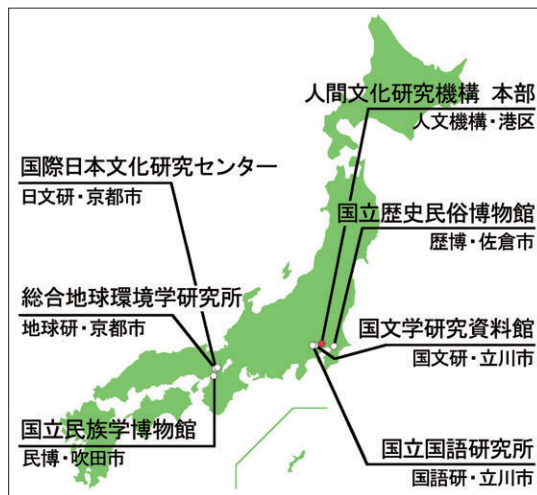 人間文化研究機構 本部
人文機構・港区
国際日本文化研究センター
日文研・京都市
国立歴史民俗博物館
歴博・佐倉市
総合地球環境学研究所
地球研・京都市
国文学研究資料館
国文研・立川市
国立民族学博物館
民博・吹田市
国立国語研究所
国語研・立川市